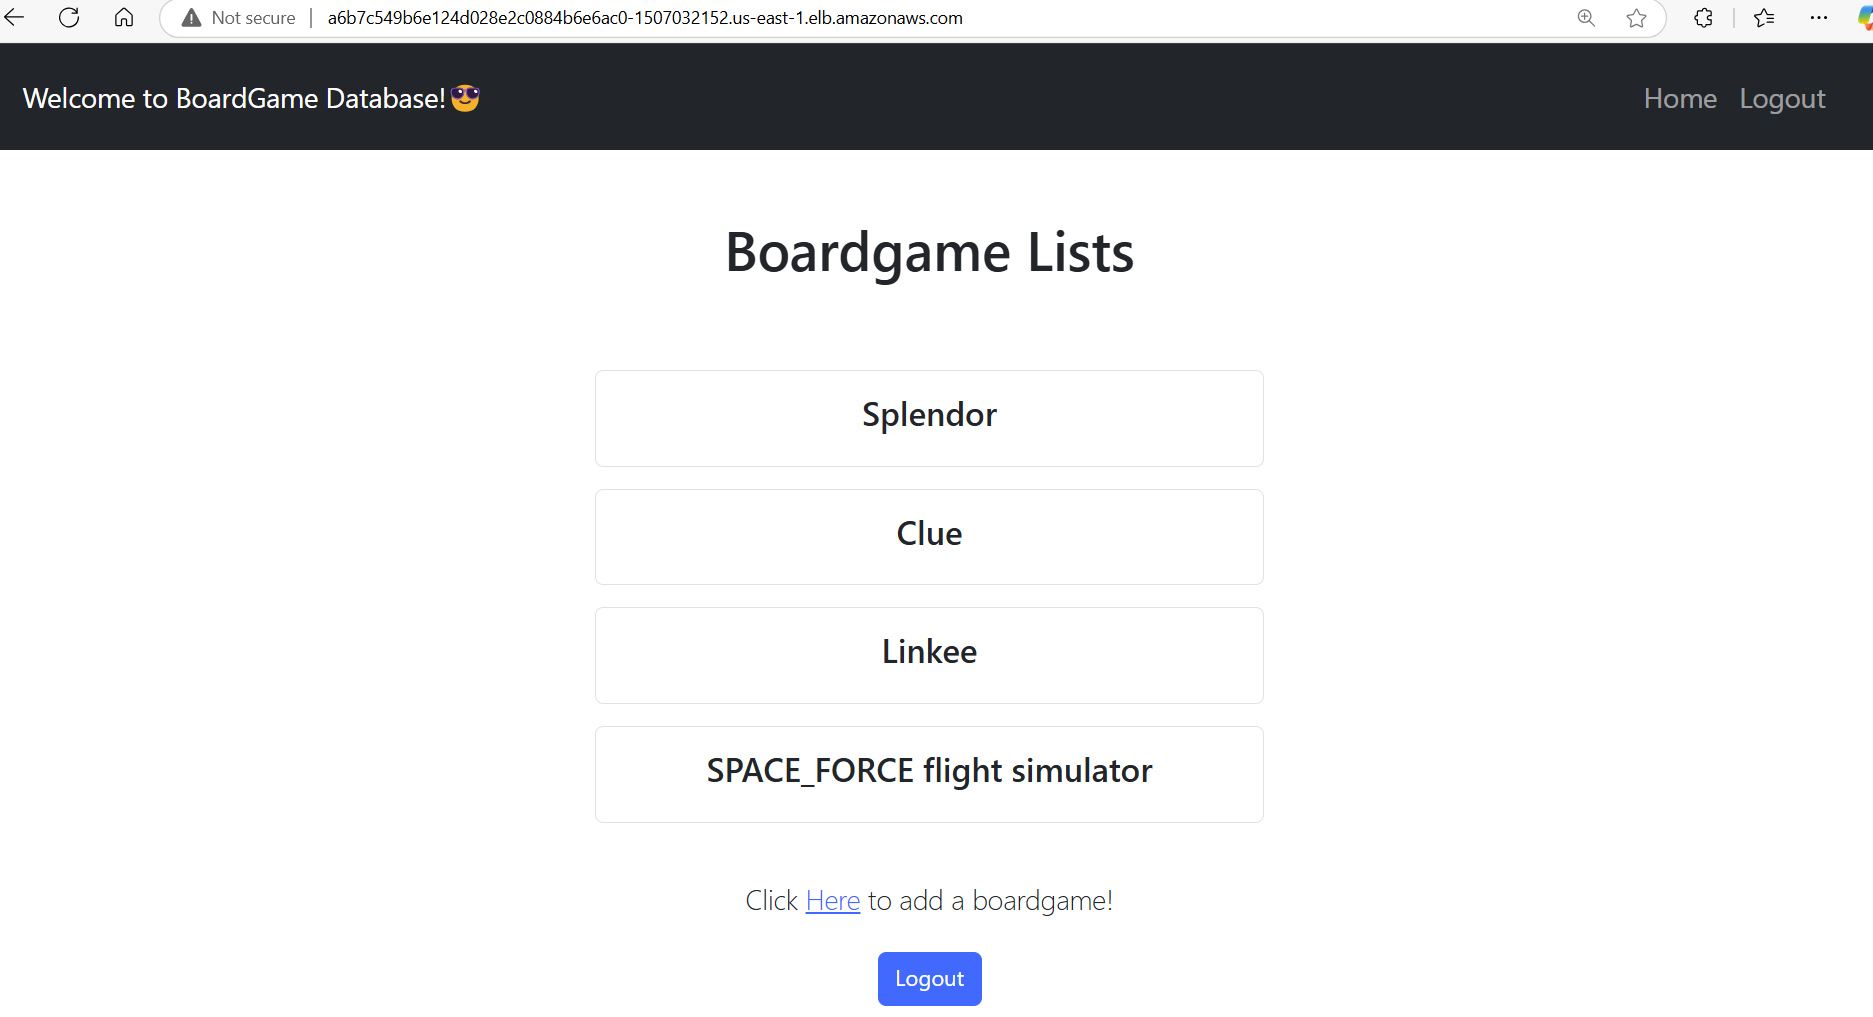 Not secure | a6b7c549b6e124d028e2c0884b6e6ac0-1507032152.us-east-1.elb.amazonaws.com
Welcome to BoardGame Database!😎 Home Logout
Boardgame Lists
Splendor
Clue
Linkee
SPACE_FORCE flight simulator
Click Here to add a boardgame!
Logout